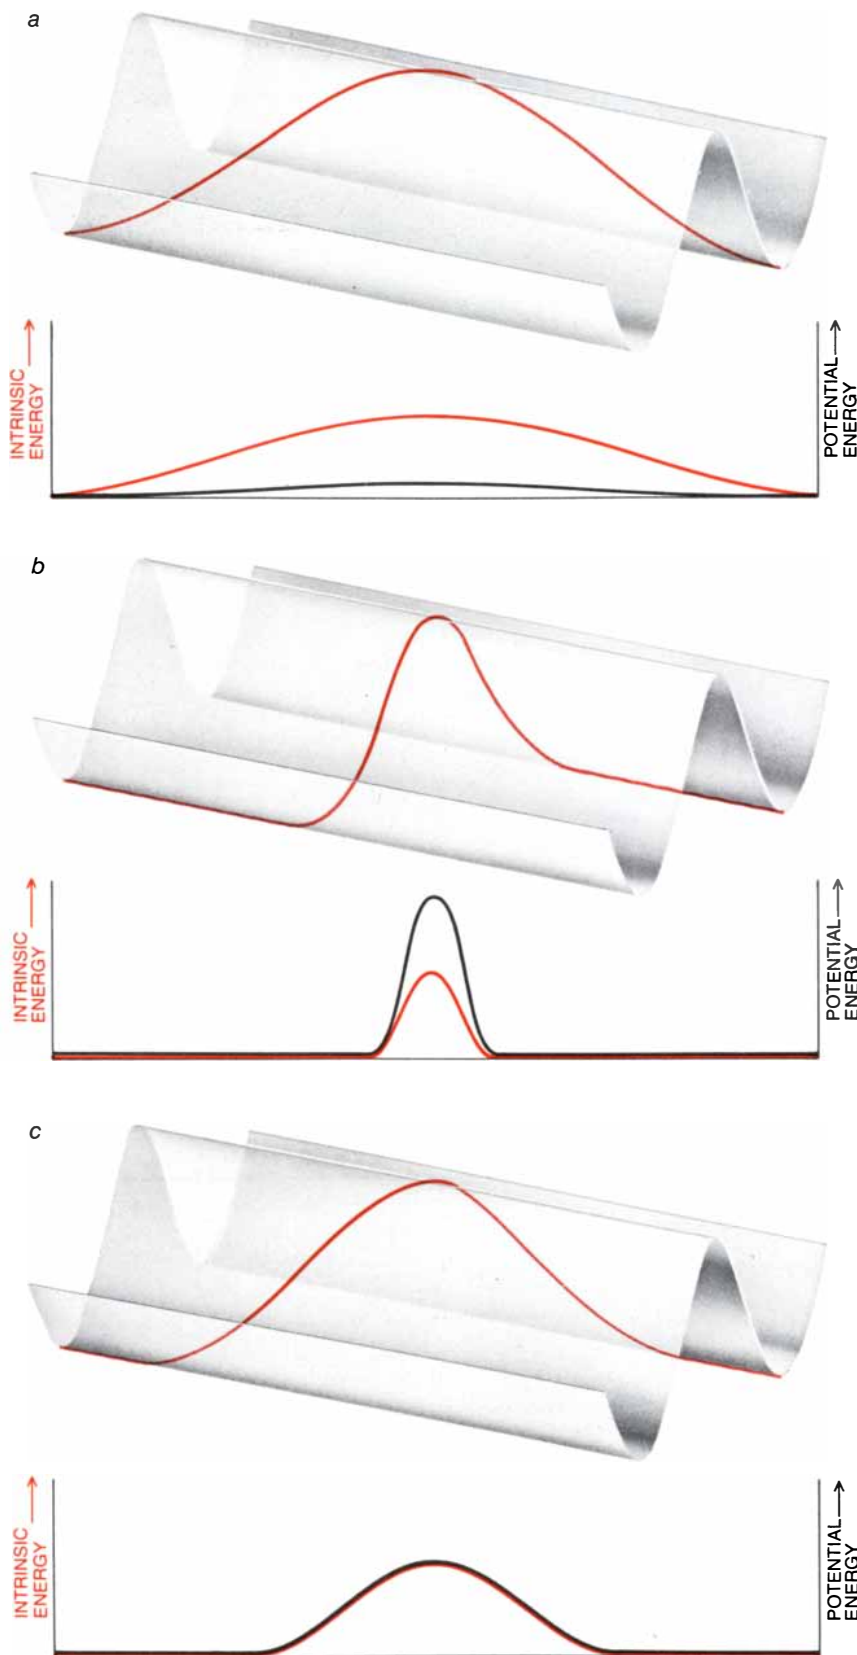 a
INTRINSIC
ENERGY
POTENTIAL
ENERGY
b
INTRINSIC
ENERGY
POTENTIAL
ENERGY
c
INTRINSIC
ENERGY
POTENTIAL
ENERGY